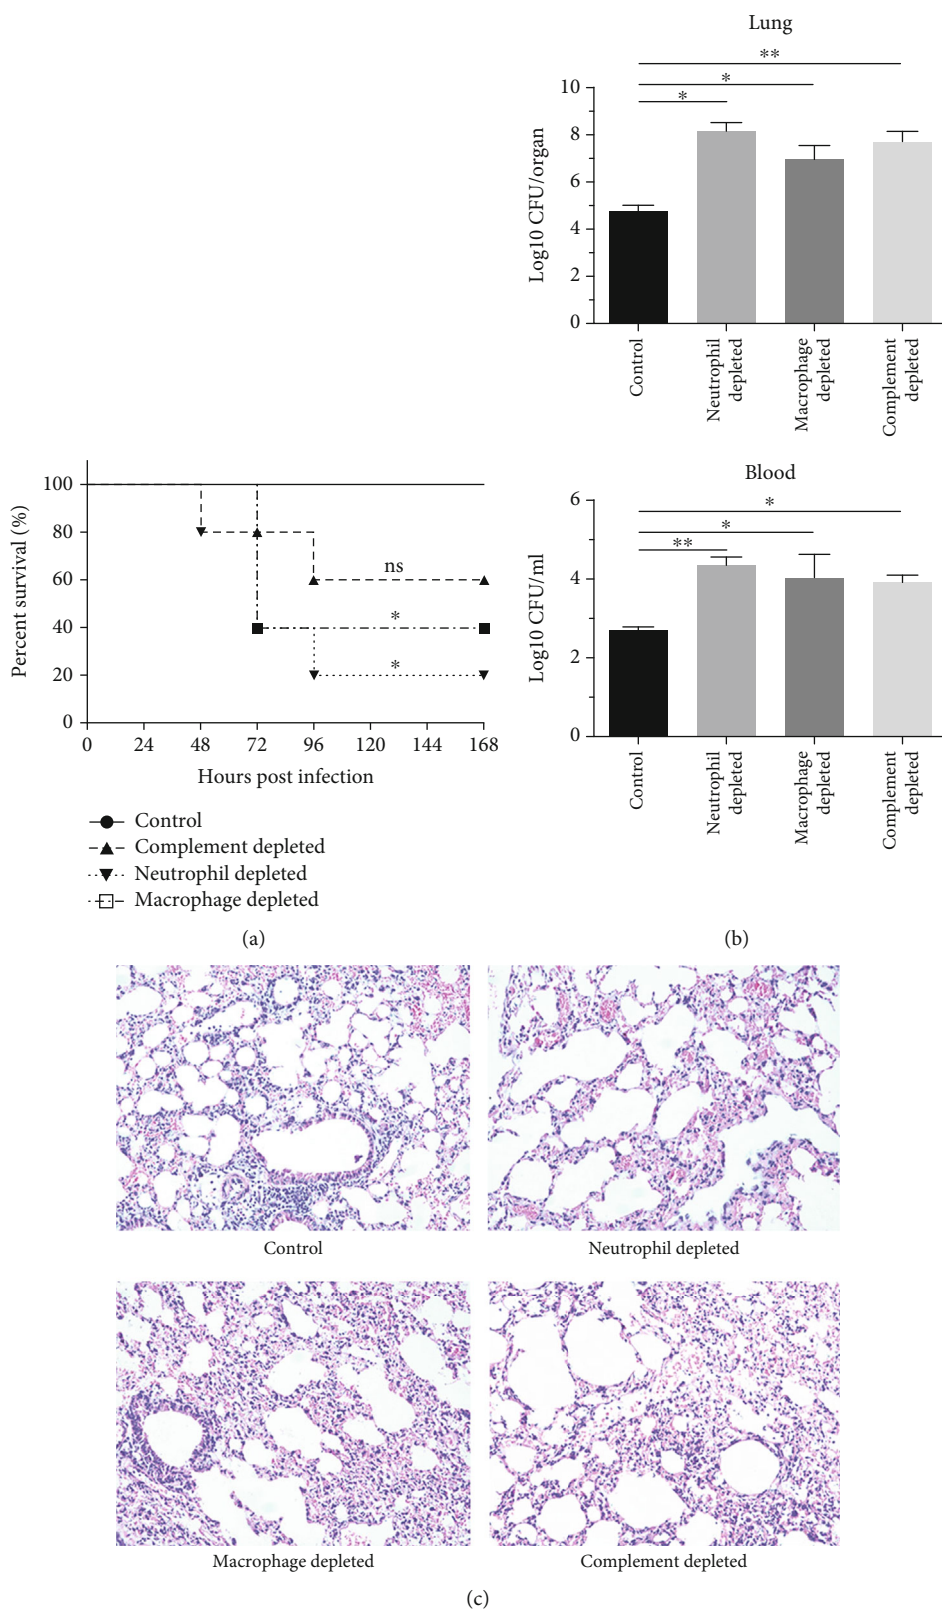 Lung
**
*
*
10
8
6
4
2
0
Log10 CFU/organ
Control
Neutrophil
depleted
Macrophage
depleted
Complement
depleted
100
80
60
40
20
0
Percent survival (%)
ns
*
*
0 24 48 72 96 120 144 168
Hours post infection
Control
Complement depleted
Neutrophil depleted
Macrophage depleted
(a)
Blood
*
*
**
6
4
2
0
Log10 CFU/ml
Control
Neutrophil
depleted
Macrophage
depleted
Complement
depleted
(b)
Control
Neutrophil depleted
Macrophage depleted
Complement depleted
(c)